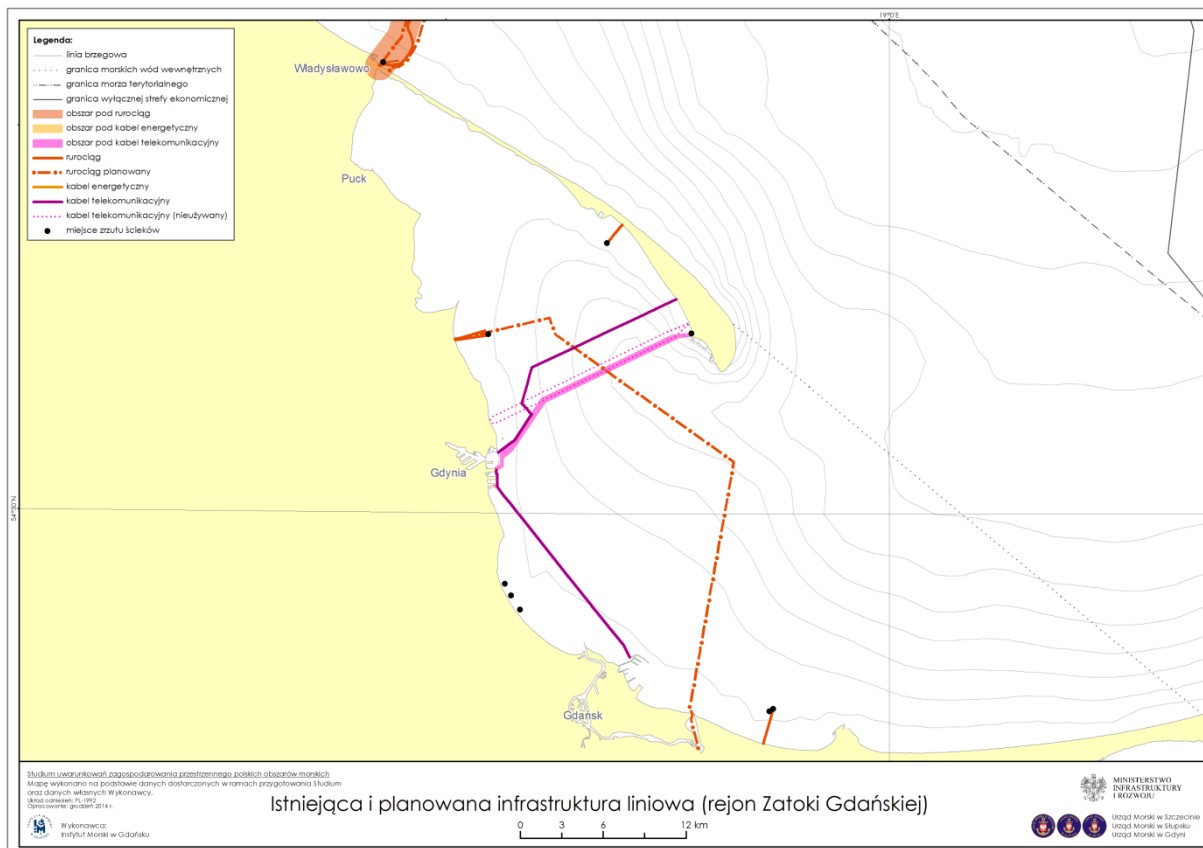 19°0'E
Legenda:
linia brzegowa
granica morskich wód wewnętrznych
granica morza terytorialnego
granica wyłącznej strefy ekonomicznej
obszar pod rurociąg
obszar pod kabel energetyczny
obszar pod kabel telekomunikacyjny
rurociąg
rurociąg planowany
kabel energetyczny
kabel telekomunikacyjny
kabel telekomunikacyjny (nieużywany)
miejsce zrzutu ścieków
Władysławowo
Puck
Gdynia
54°30'N
Gdańsk
Studium uwarunkowań zagospodarowania przestrzennego polskich obszarów morskich
Mapę wykonano na podstawie danych dostarczonych w ramach przygotowania Studium
oraz danych własnych Wykonawcy.
Układ odniesień: PL-1992
Opracowanie: grudzień 2014 r.
Wykonawca:
Instytut Morski w Gdańsku
Istniejąca i planowana infrastruktura liniowa (rejon Zatoki Gdańskiej)
0 3 6 12 km
MINISTERSTWO
INFRASTRUKTURY
I ROZWOJU
Urząd Morski w Szczecinie
Urząd Morski w Słupsku
Urząd Morski w Gdyni